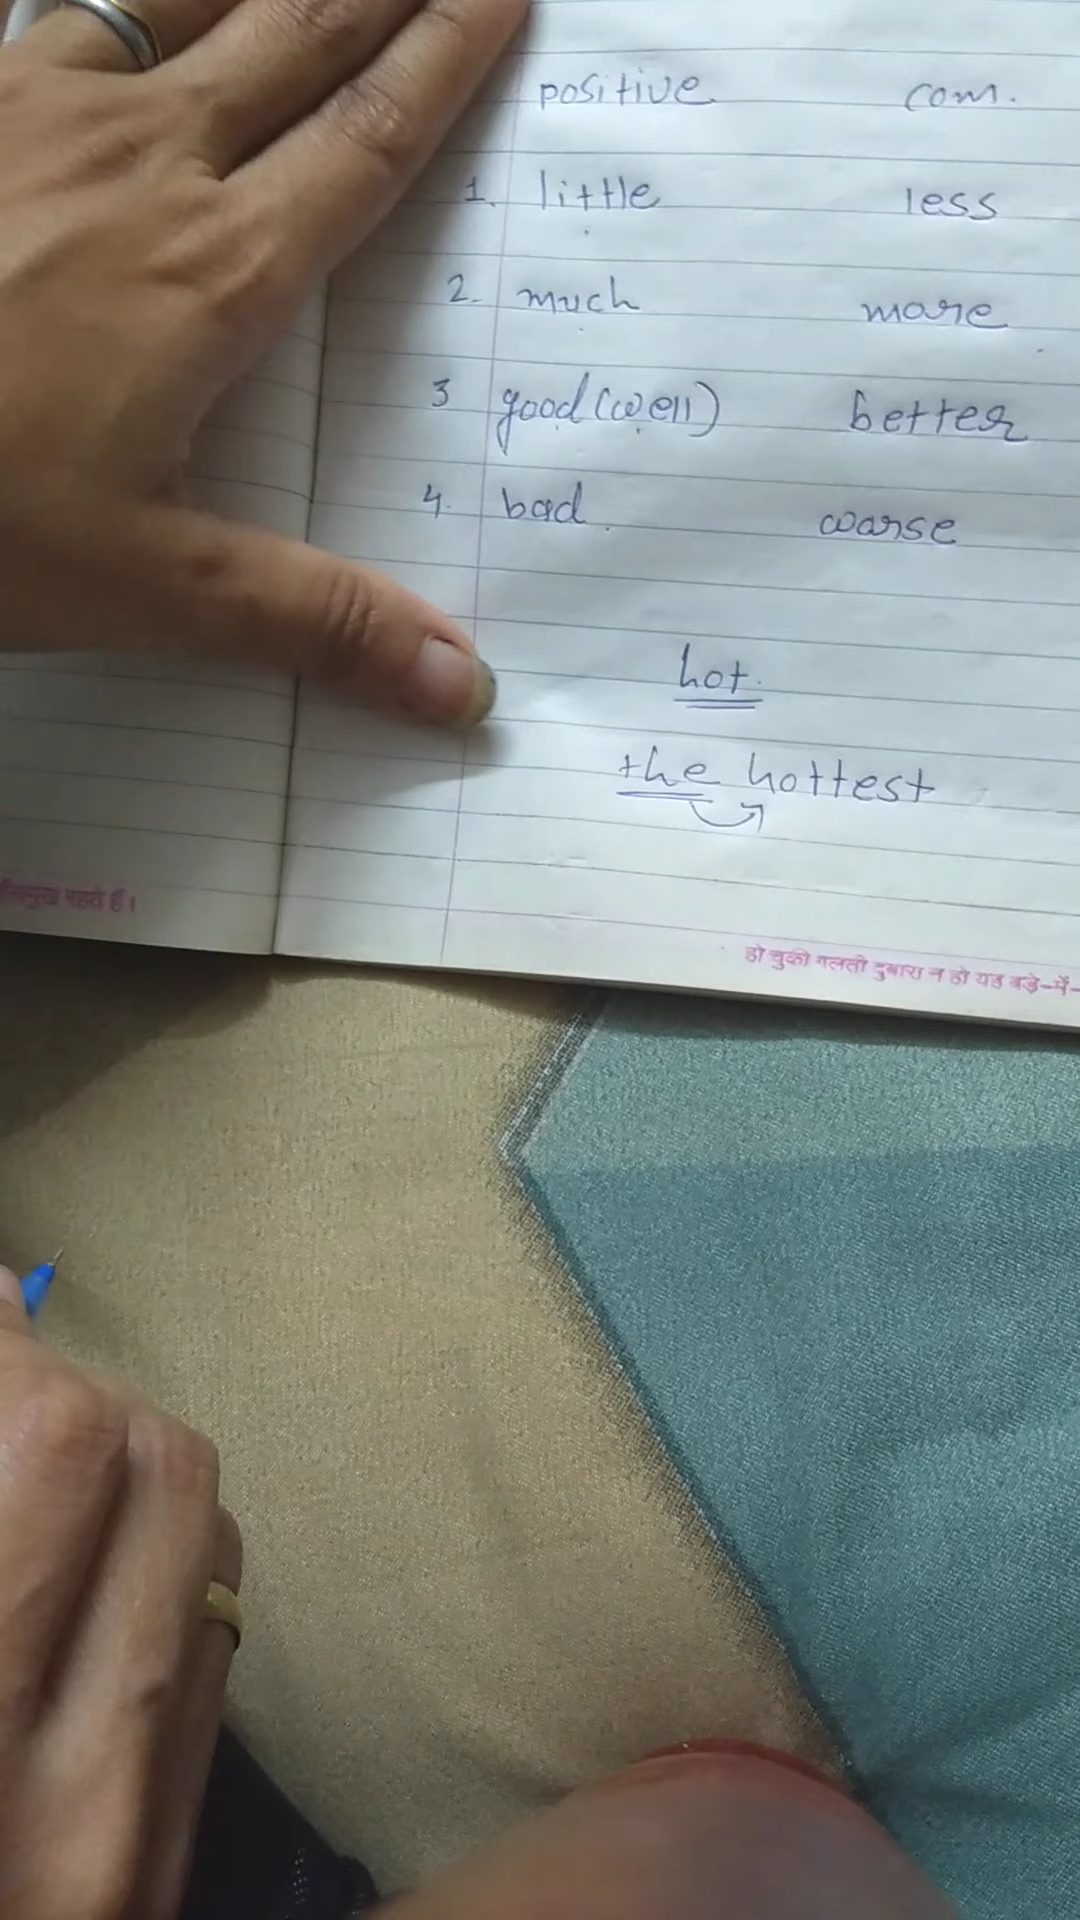 positive com.
1. little less
2. much more
3 good (well) better
4. bad. worse
hot.
the hottest
रहते हैं।
हो चुकी गलती दुबारा न हो यह बड़े-में-